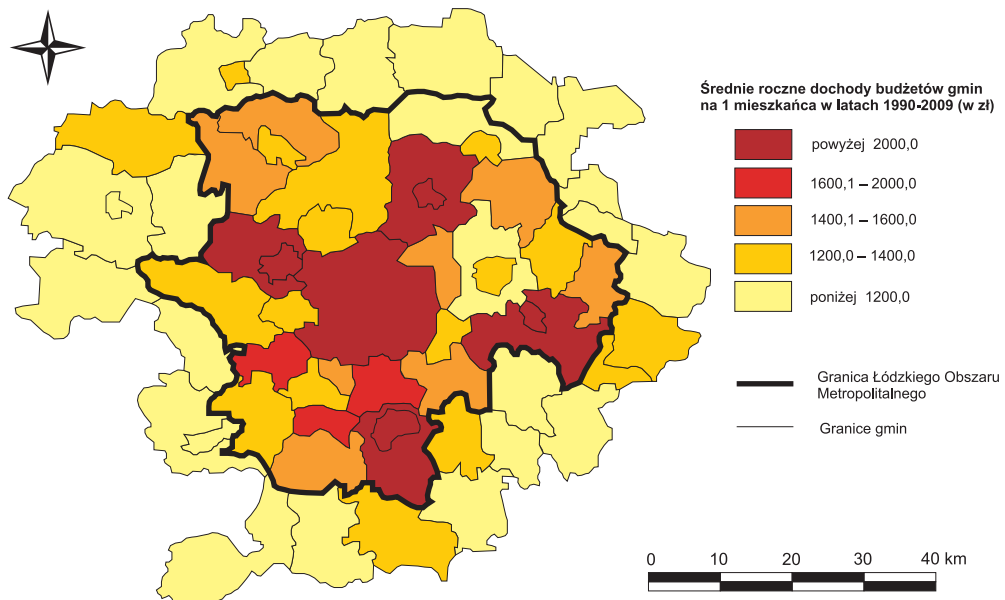 Średnie roczne dochody budżetów gmin
na 1 mieszkańca w latach 1990-2009 (w zł)
powyżej 2000,0
1600,1 – 2000,0
1400,1 – 1600,0
1200,0 – 1400,0
poniżej 1200,0
Granica Łódzkiego Obszaru
Metropolitalnego
Granice gmin
0 10 20 30 40 km